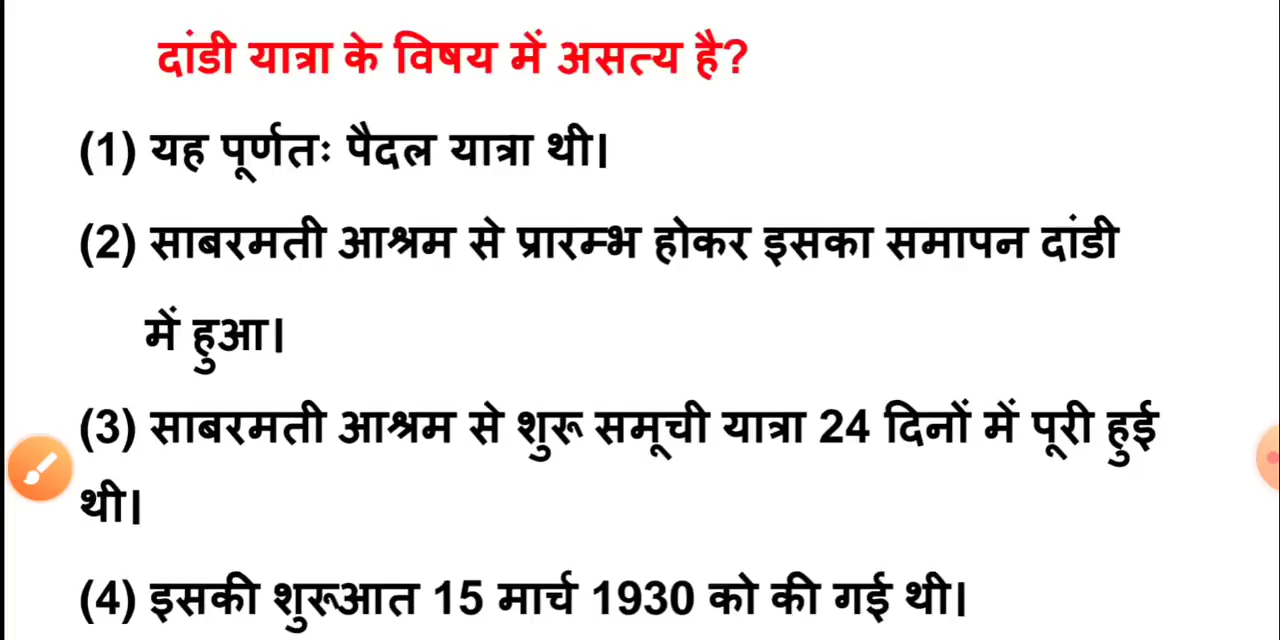 दांडी यात्रा के विषय में असत्य है?
(1) यह पूर्णतः पैदल यात्रा थी।
(2) साबरमती आश्रम से प्रारम्भ होकर इसका समापन दांडी
में हुआ।
(3) साबरमती आश्रम से शुरू समूची यात्रा 24 दिनों में पूरी हुई
थी।
(4) इसकी शुरूआत 15 मार्च 1930 को की गई थी।